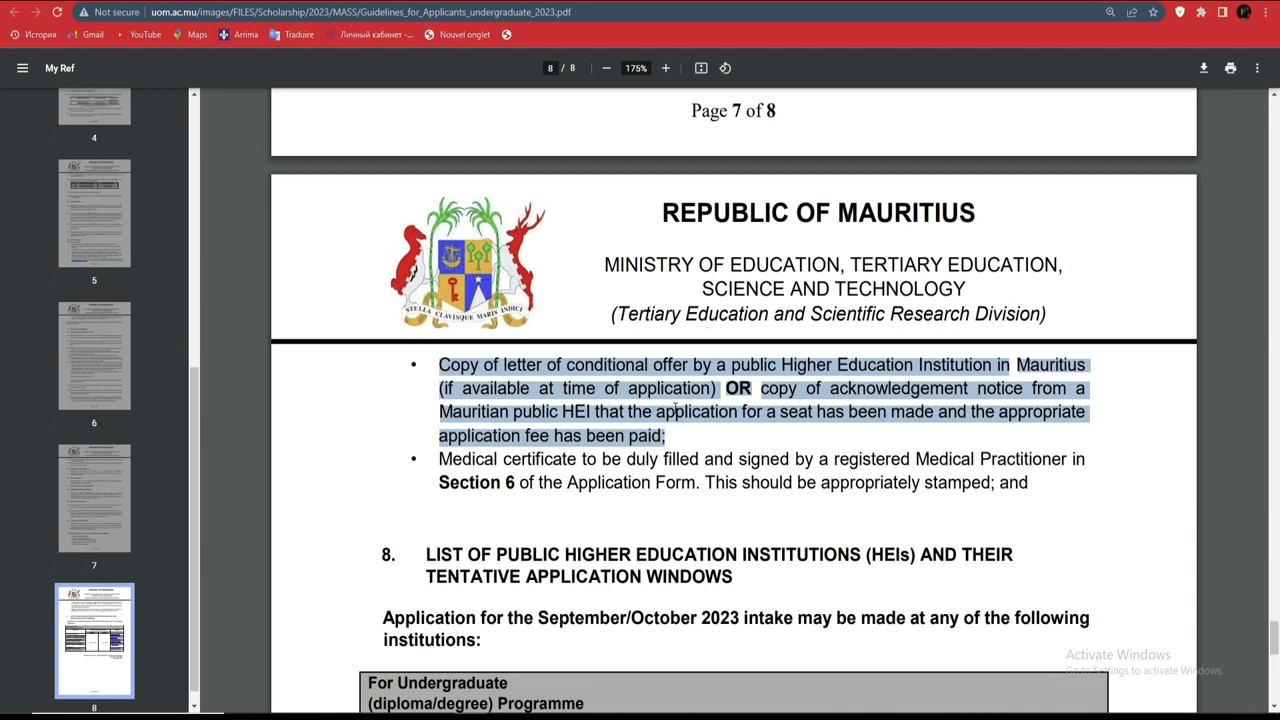 Not secure | uom.ac.mu/images/FILES/Scholarship/2023/MASS/Guidelines_for_Applicants_undergraduate_2023.pdf
История Gmail YouTube Maps Arrima Traduire Личный кабинет -... Nouvel onglet
My Ref 8 / 8 175%
4
5
6
7
8
Page 7 of 8
REPUBLIC OF MAURITIUS
MINISTRY OF EDUCATION, TERTIARY EDUCATION,
SCIENCE AND TECHNOLOGY
(Tertiary Education and Scientific Research Division)
STELLA CLAVISQUE MARIS INDICI
• Copy of letter of conditional offer by a public Higher Education Institution in Mauritius
(if available at time of application) OR copy of acknowledgement notice from a
Mauritian public HEI that the application for a seat has been made and the appropriate
application fee has been paid;
• Medical certificate to be duly filled and signed by a registered Medical Practitioner in
Section 6 of the Application Form. This should be appropriately stamped; and
8. LIST OF PUBLIC HIGHER EDUCATION INSTITUTIONS (HEIs) AND THEIR
TENTATIVE APPLICATION WINDOWS
Application for the September/October 2023 intake may be made at any of the following
institutions:
Activate Windows
Go to Settings to activate Windows.
For Undergraduate
(diploma/degree) Programme